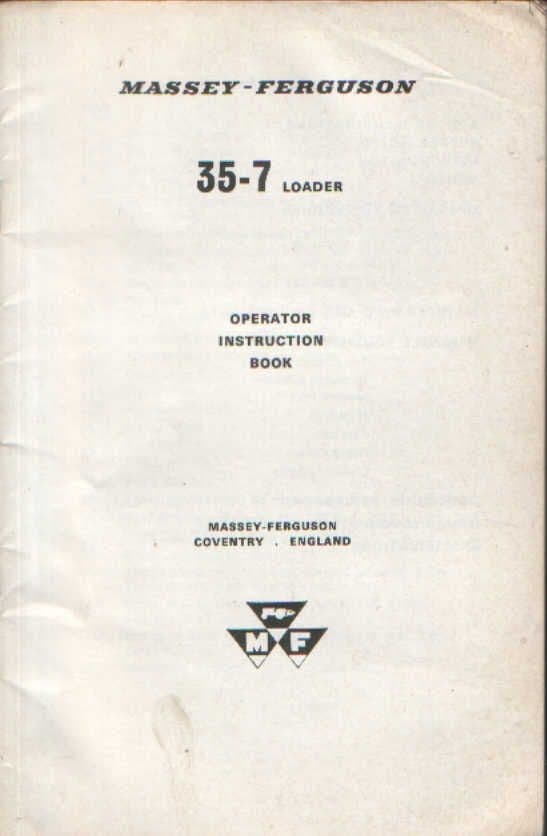 MASSEY-FERGUSON
35-7 LOADER
OPERATOR
INSTRUCTION
BOOK
MASSEY-FERGUSON
COVENTRY . ENGLAND
M F